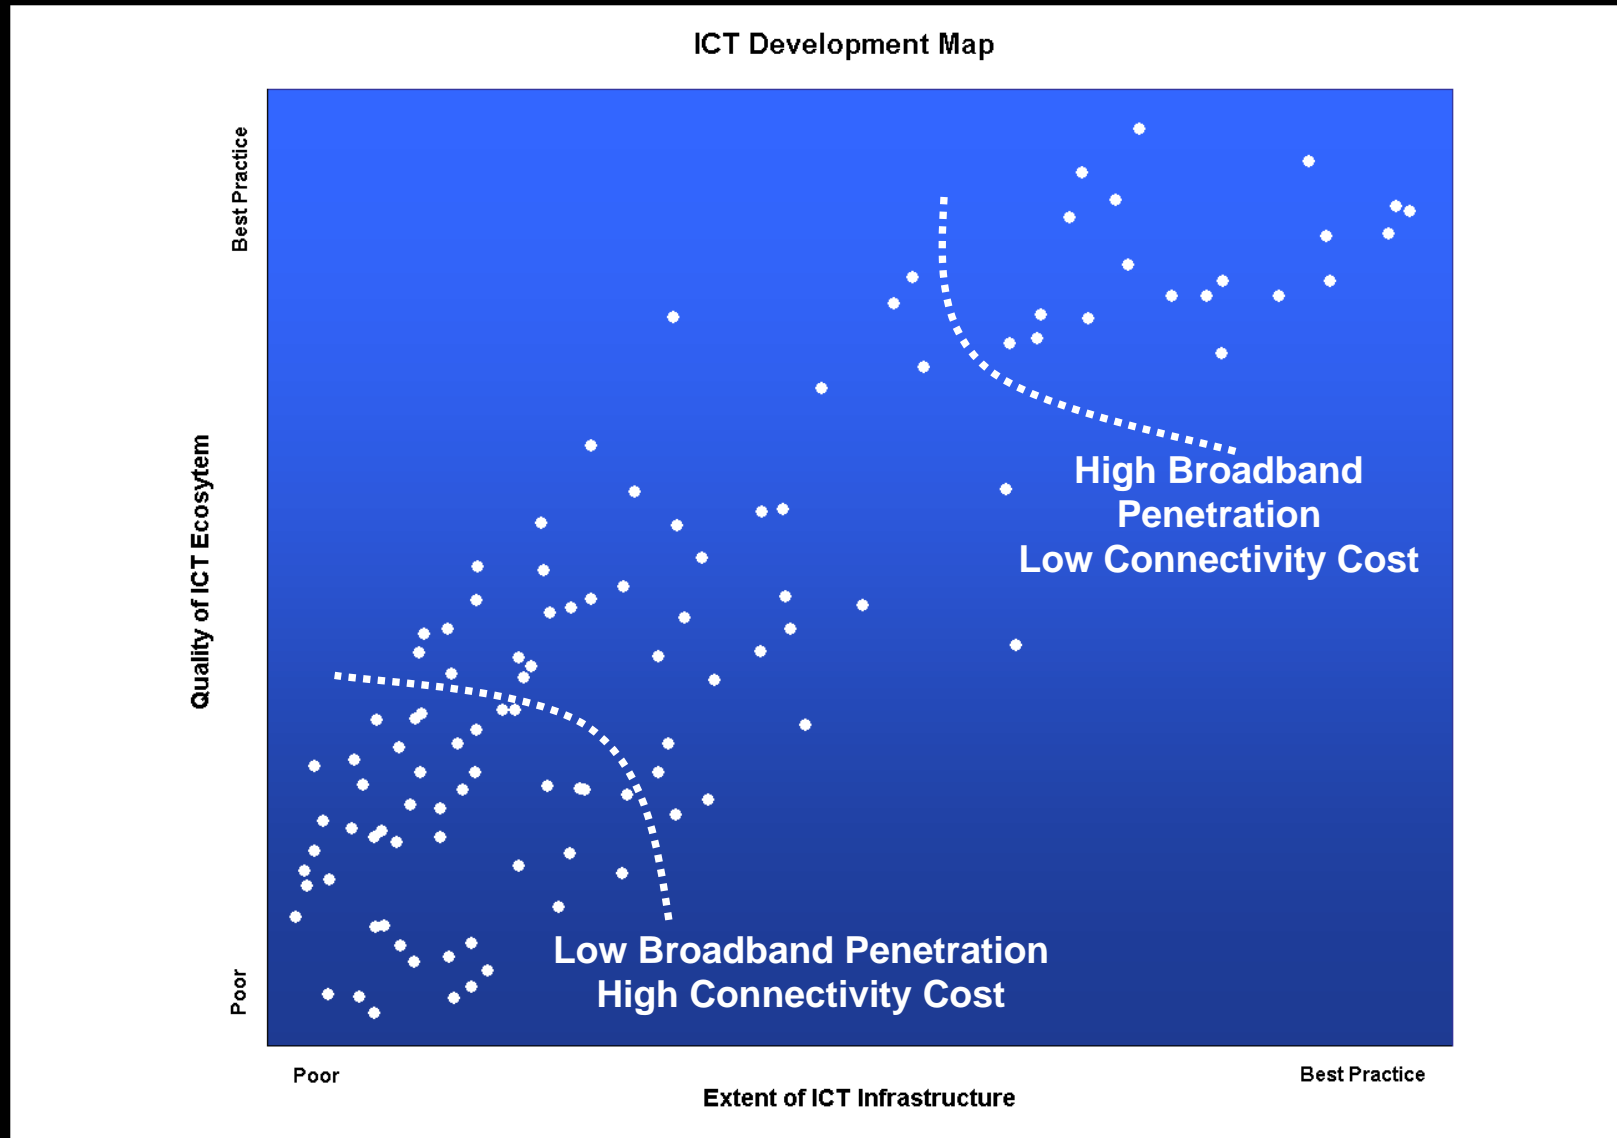 ICT Development Map
Best Practice
Quality of ICT Ecosytem
Poor
High Broadband
Penetration
Low Connectivity Cost
Low Broadband Penetration
High Connectivity Cost
Poor
Best Practice
Extent of ICT Infrastructure